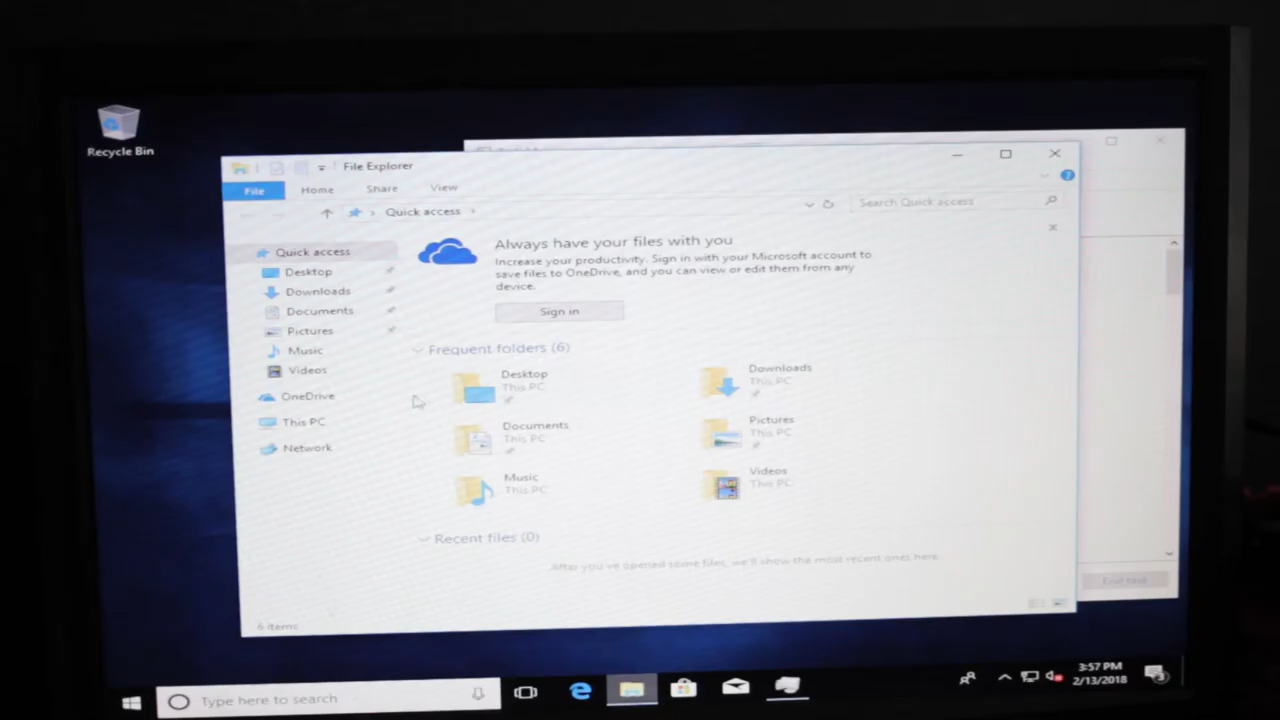 Recycle Bin
File Explorer
File Home Share View
Quick access
Search Quick access
Quick access
Desktop
Downloads
Documents
Pictures
Music
Videos
OneDrive
This PC
Network
Always have your files with you
Increase your productivity. Sign in with your Microsoft account to
save files to OneDrive, and you can view or edit them from any
device.
Sign in
Frequent folders (6)
Desktop
This PC
Downloads
This PC
Documents
This PC
Pictures
This PC
Music
This PC
Videos
This PC
Recent files (0)
After you've opened some files, we'll show the most recent ones here.
6 items
End task
Type here to search
3:57 PM
2/13/2018